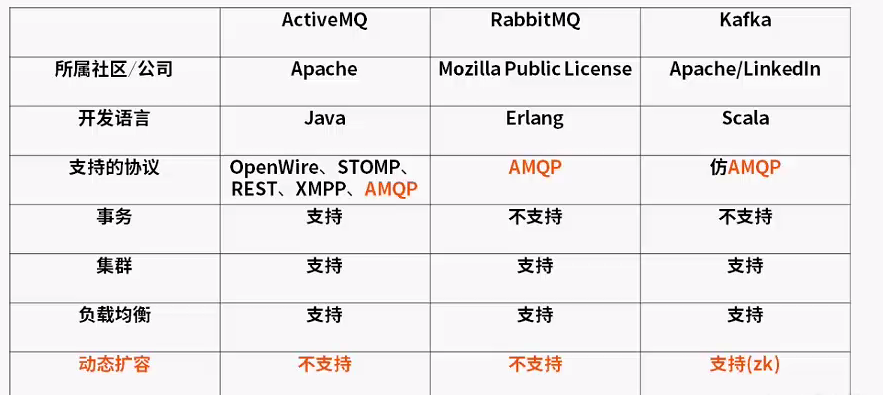 ActiveMQ RabbitMQ Kafka
所属社区/公司 Apache Mozilla Public License Apache/LinkedIn
开发语言 Java Erlang Scala
支持的协议 OpenWire、STOMP、 AMQP 仿AMQP
REST、XMPP、AMQP
事务 支持 不支持 不支持
集群 支持 支持 支持
负载均衡 支持 支持 支持
动态扩容 不支持 不支持 支持(zk)